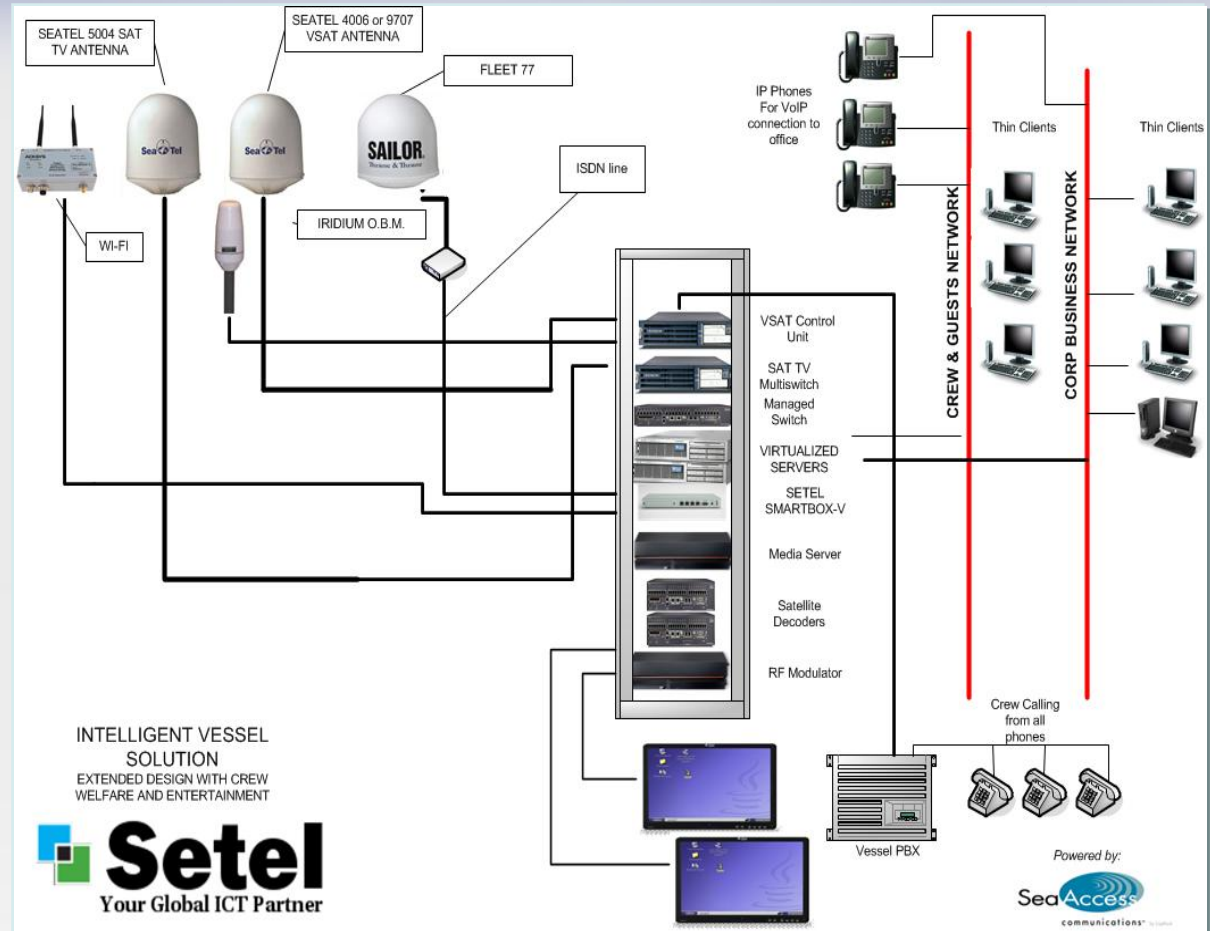 SEATEL 5004 SAT
TV ANTENNA
SEATEL 4006 or 9707
VSAT ANTENNA
FLEET 77
Sea Tel
Sea Tel
SAILOR.
Thrane & Thrane
WI-FI
IRIDIUM O.B.M.
ISDN line
IP Phones
For VoIP
connection to
office
Thin Clients
Thin Clients
CREW & GUESTS NETWORK
CORP BUSINESS NETWORK
VSAT Control
Unit
SAT TV
Multiswitch
Managed
Switch
VIRTUALIZED
SERVERS
SETEL
SMARTBOX-V
Media Server
Satellite
Decoders
RF Modulator
Crew Calling
from all
phones
Vessel PBX
INTELLIGENT VESSEL
SOLUTION
EXTENDED DESIGN WITH CREW
WELFARE AND ENTERTAINMENT
Setel
Your Global ICT Partner
Powered by:
SeaAccess
communications